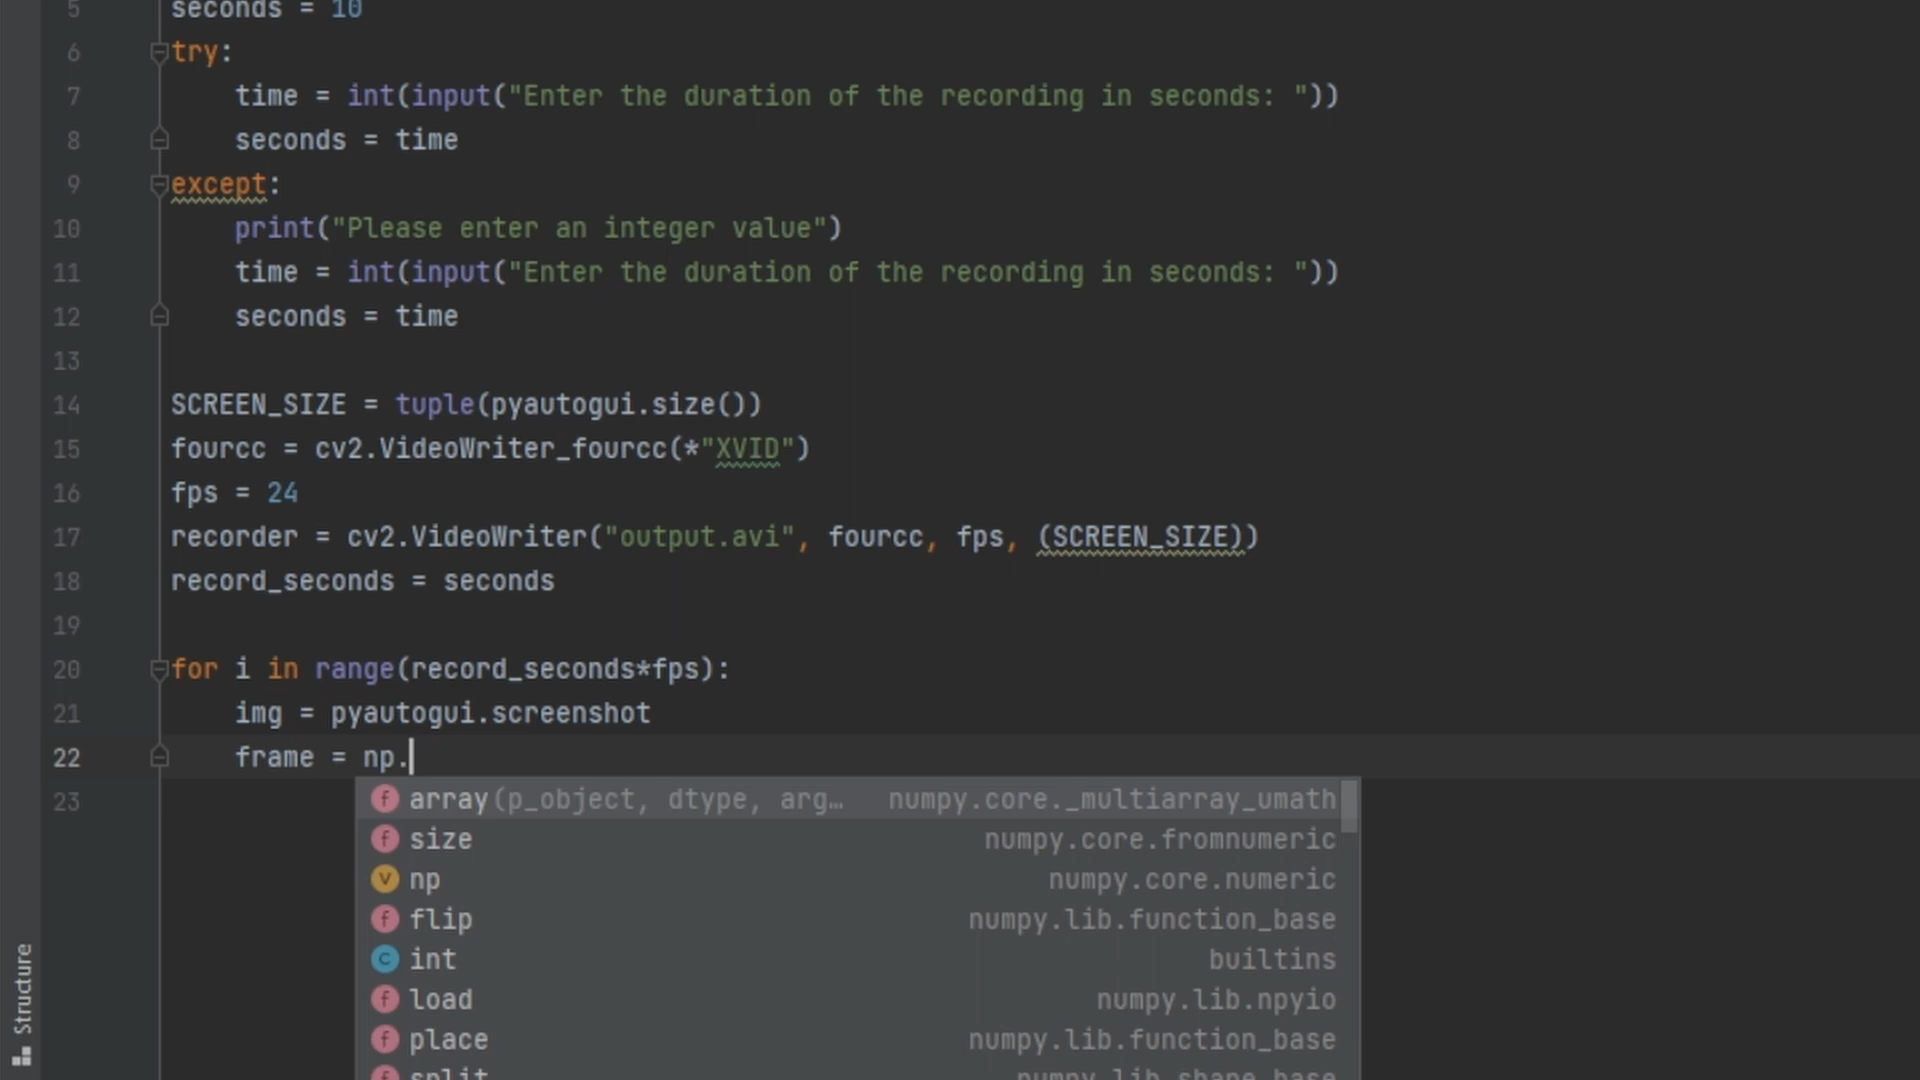 5 seconds = 10
6 try:
7 time = int(input("Enter the duration of the recording in seconds: "))
8 seconds = time
9 except:
10 print("Please enter an integer value")
11 time = int(input("Enter the duration of the recording in seconds: "))
12 seconds = time
13
14 SCREEN_SIZE = tuple(pyautogui.size())
15 fourcc = cv2.VideoWriter_fourcc(*"XVID")
16 fps = 24
17 recorder = cv2.VideoWriter("output.avi", fourcc, fps, (SCREEN_SIZE))
18 record_seconds = seconds
19
20 for i in range(record_seconds*fps):
21 img = pyautogui.screenshot
22 frame = np.
23
f array(p_object, dtype, arg… numpy.core._multiarray_umath
f size numpy.core.fromnumeric
V np numpy.core.numeric
f flip numpy.lib.function_base
C int builtins
f load numpy.lib.npyio
f place numpy.lib.function_base
f split numpy.lib.shape_base
Structure